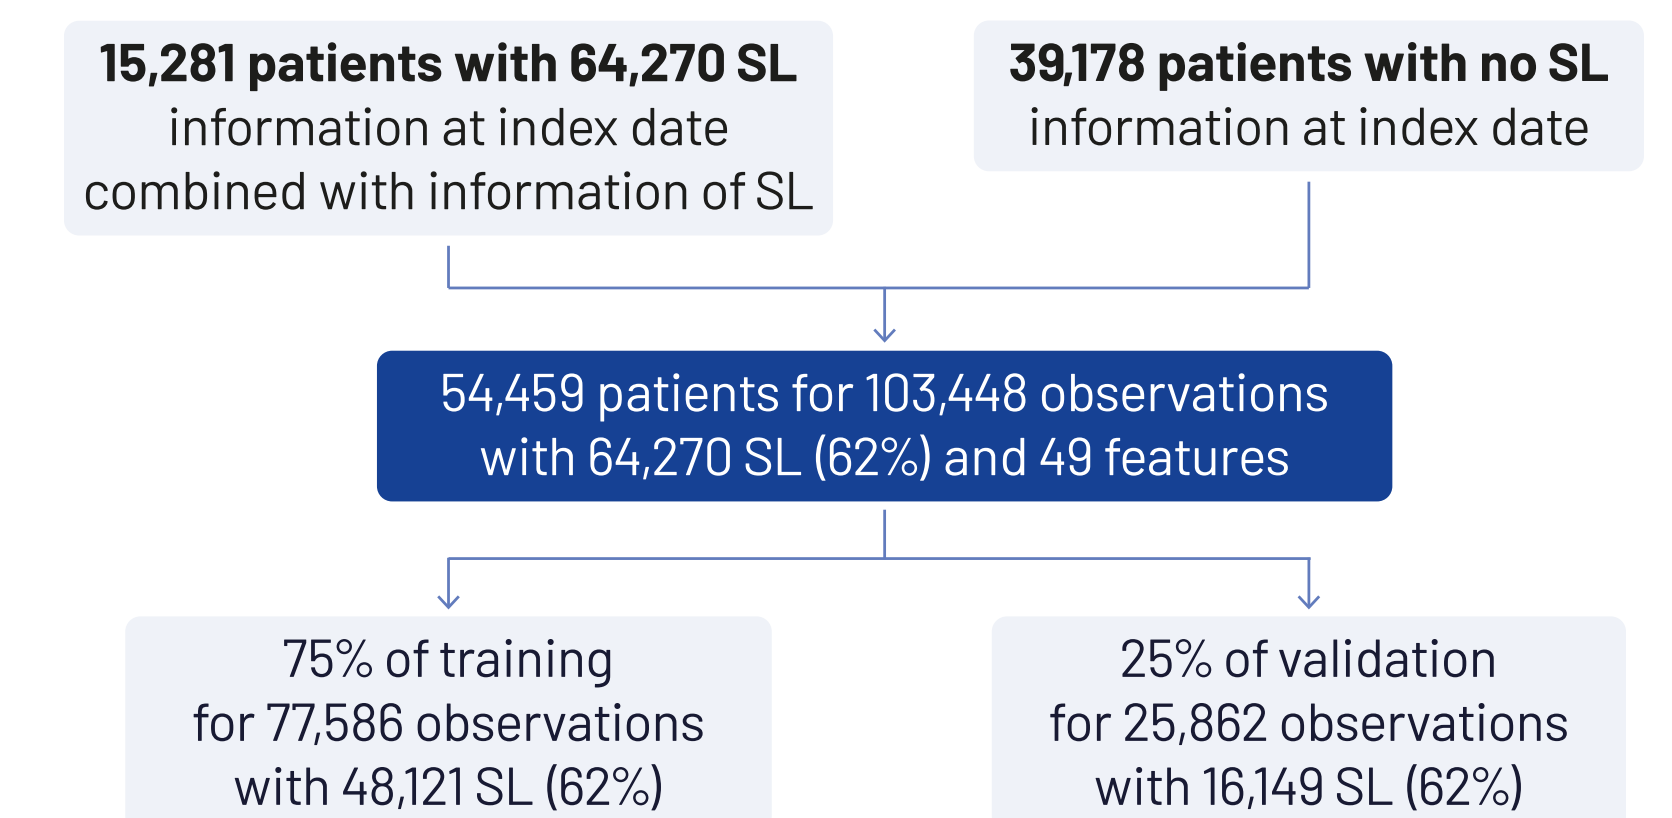 15,281 patients with 64,270 SL
information at index date
combined with information of SL
39,178 patients with no SL
information at index date
54,459 patients for 103,448 observations
with 64,270 SL (62%) and 49 features
75% of training
for 77,586 observations
with 48,121 SL (62%)
25% of validation
for 25,862 observations
with 16,149 SL (62%)